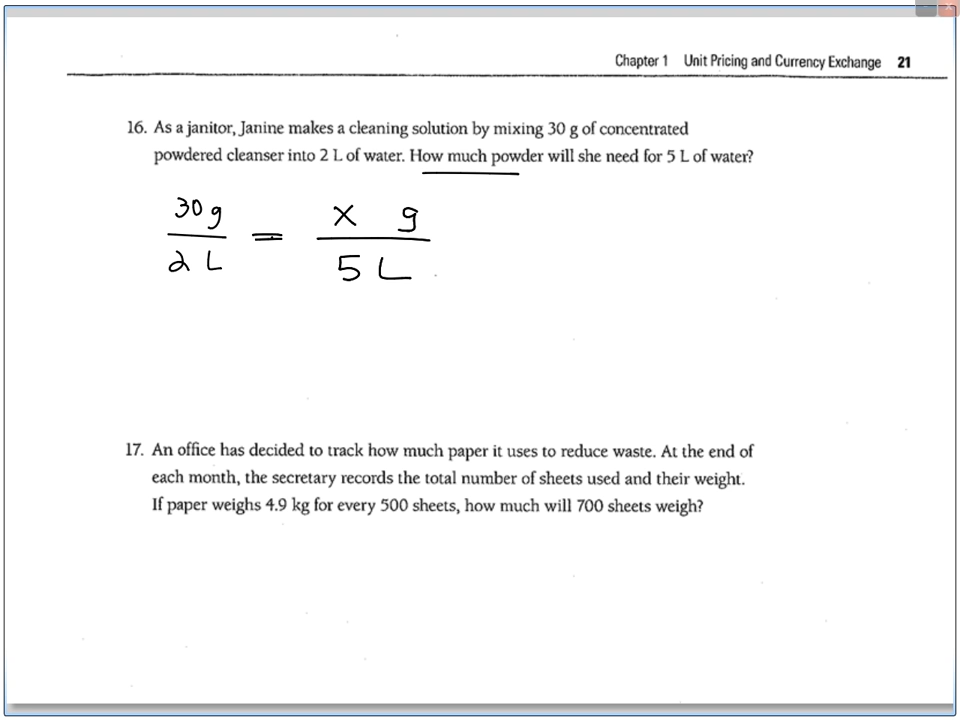 Chapter 1 Unit Pricing and Currency Exchange 21
16. As a janitor, Janine makes a cleaning solution by mixing 30 g of concentrated
powdered cleanser into 2 L of water. How much powder will she need for 5 L of water?
30 g
2 L
=
x g
5 L
17. An office has decided to track how much paper it uses to reduce waste. At the end of
each month, the secretary records the total number of sheets used and their weight.
If paper weighs 4.9 kg for every 500 sheets, how much will 700 sheets weigh?